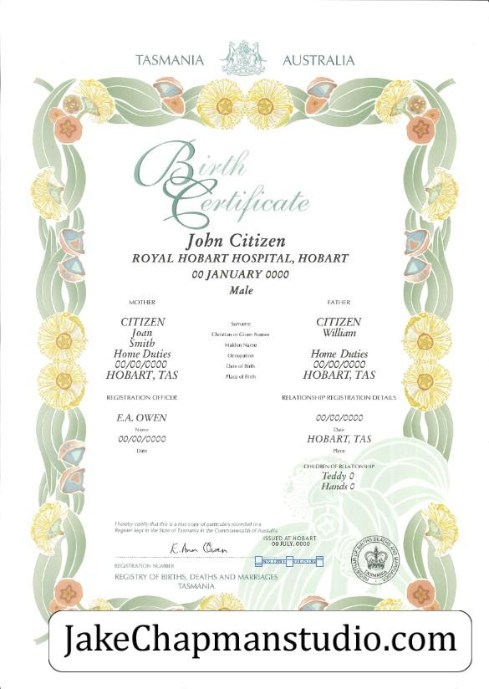 TASMANIA AUSTRALIA
Birth
Certificate
John Citizen
ROYAL HOBART HOSPITAL, HOBART
00 JANUARY 0000
Male
MOTHER FATHER
CITIZEN Surname CITIZEN
Joan Christian or Given Names William
Smith Maiden Name
Home Duties Occupation Home Duties
00/00/0000 Date of Birth 00/00/0000
HOBART, TAS Place of Birth HOBART, TAS
REGISTRATION OFFICER RELATIONSHIP REGISTRATION DETAILS
E.A. OWEN 00/00/0000
Name Date
00/00/0000 HOBART, TAS
Date Place
CHILDREN OF RELATIONSHIP
Teddy 0
Hands 0
I hereby certify that this is a true copy of particulars recorded in a
Register kept in the State of Tasmania in the Commonwealth of Australia
ISSUED AT HOBART
00 JULY, 0000
K. Ann Owen
REGISTRATION NUMBER
REGISTRY OF BIRTHS, DEATHS AND MARRIAGES
TASMANIA
JakeChapmanstudio.com